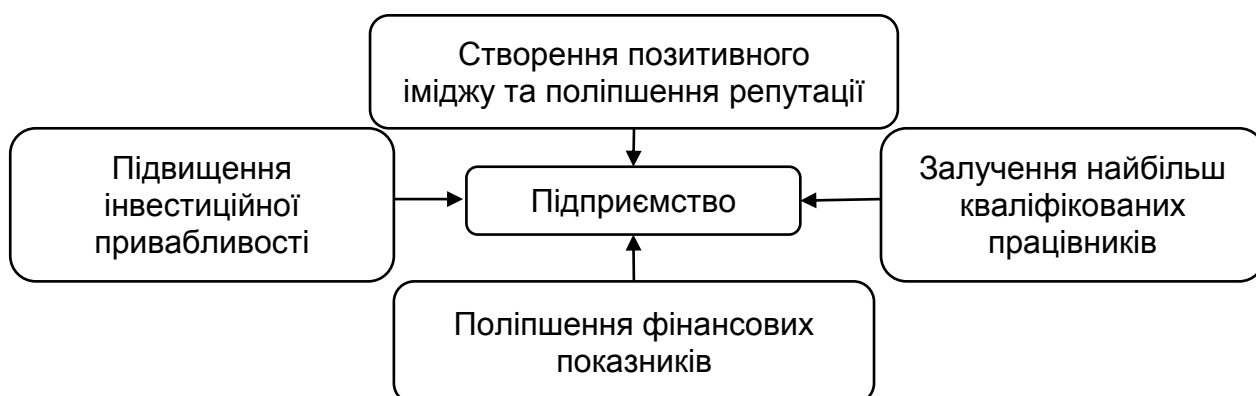 Створення позитивного
іміджу та поліпшення репутації
Підвищення
інвестиційної
привабливості
Підприємство
Залучення найбільш
кваліфікованих
працівників
Поліпшення фінансових
показників